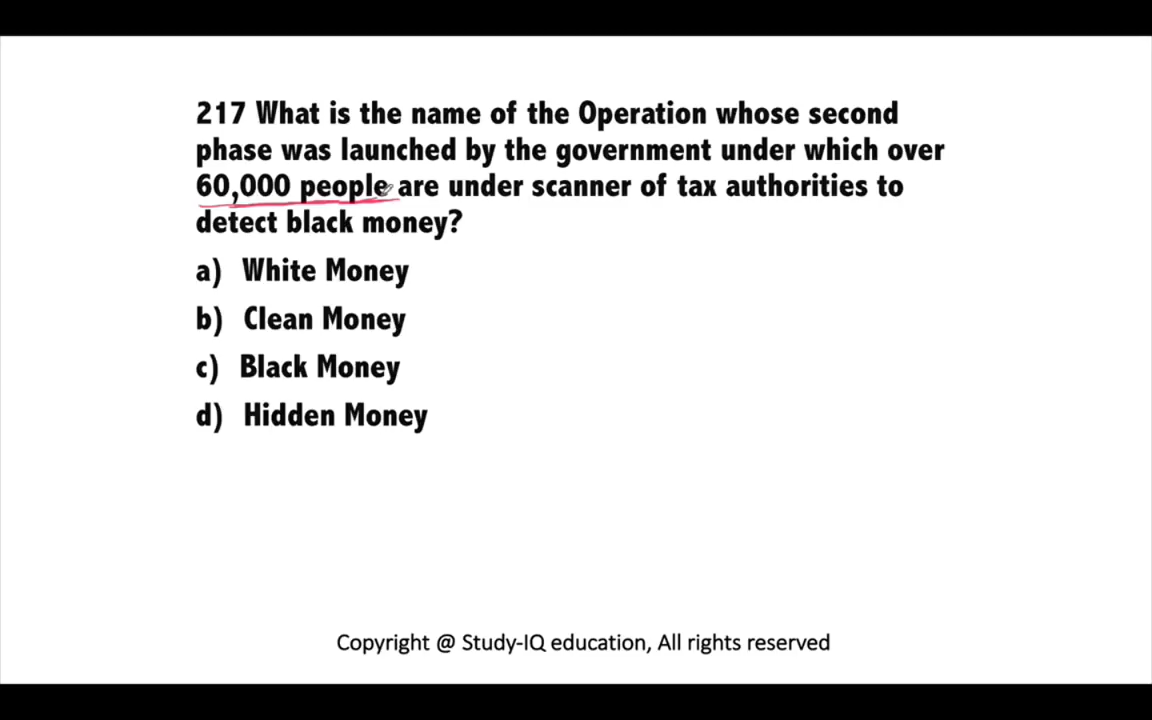 217 What is the name of the Operation whose second
phase was launched by the government under which over
60,000 people are under scanner of tax authorities to
detect black money?
a) White Money
b) Clean Money
c) Black Money
d) Hidden Money
Copyright @ Study-IQ education, All rights reserved